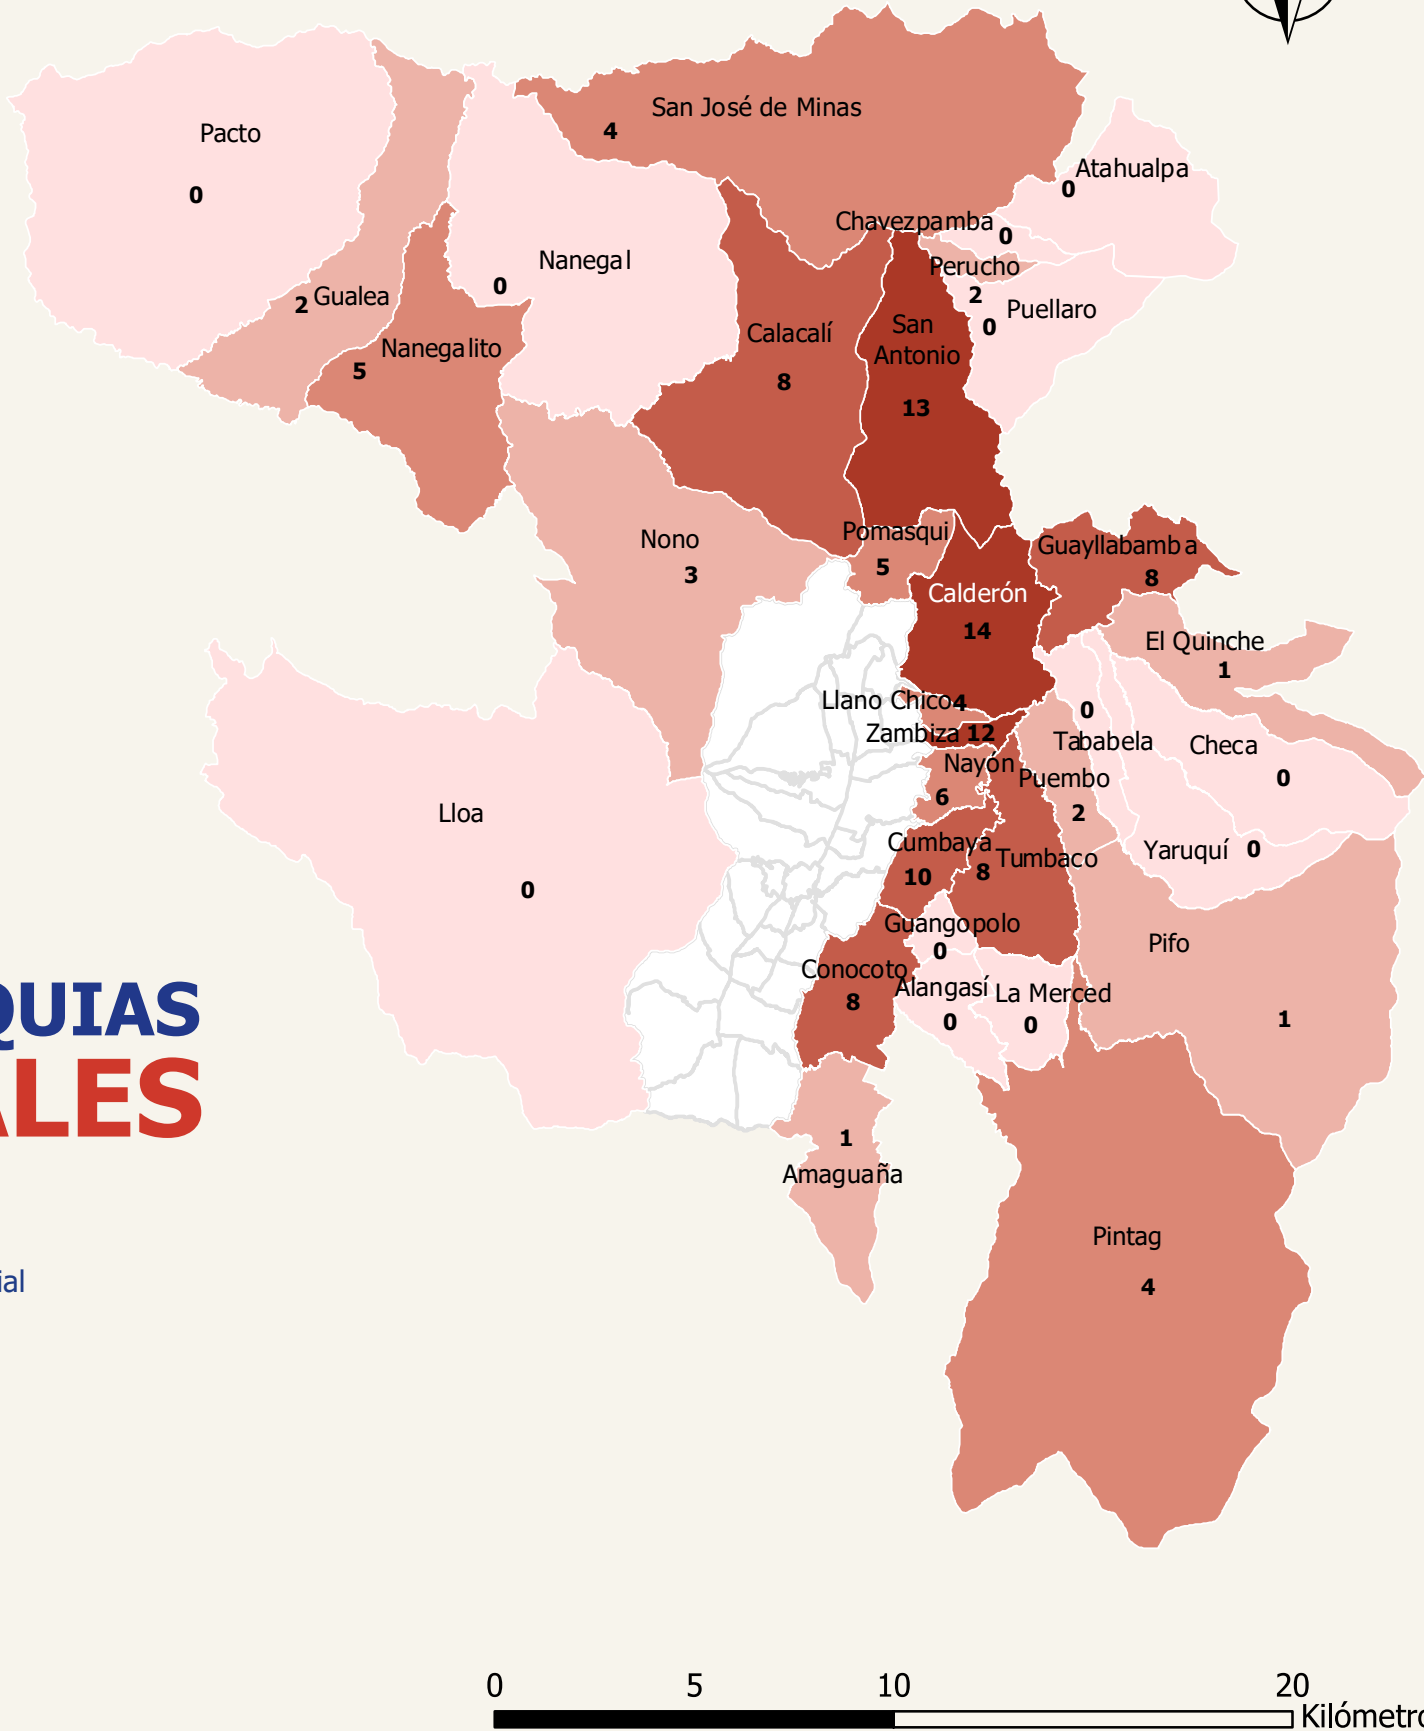 San José de Minas
4
Pacto
0
Atahualpa
0
Chavezpamba
0
Nanegal
0
Perucho
2
Gualea
2
Puellaro
0
San
Antonio
13
Calacalí
8
Nanegalito
5
Pomasqui
5
Nono
3
Guayllabamba
8
Calderón
14
El Quinche
1
Llano Chico
4
Zambiza
12
0
Tababela
Checa
0
Nayón
6
Puembo
2
Lloa
0
Cumbaya
10
Tumbaco
8
Yaruquí
0
Guangopolo
0
Pifo
1
Conocoto
8
Alangasí
0
La Merced
0
QUIAS
ALES
1
Amaguaña
Pintag
4
ial
0 5 10 20
Kilómetro